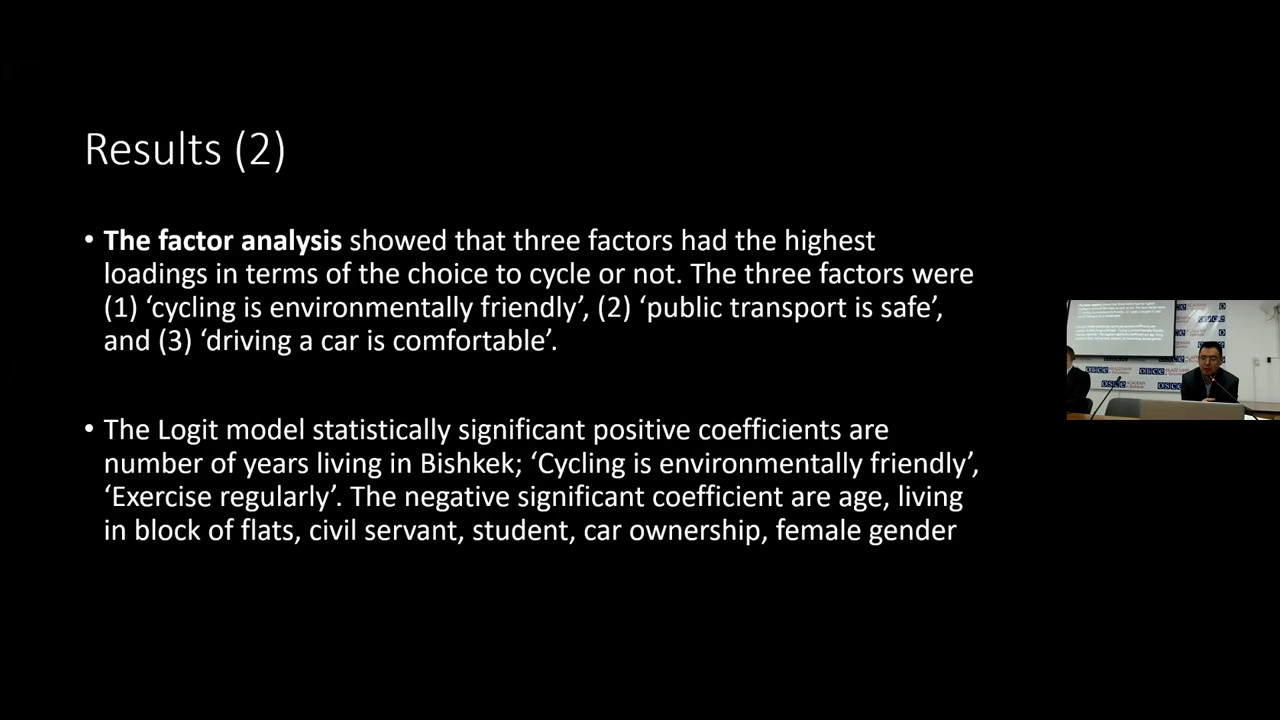 Results (2)
• The factor analysis showed that three factors had the highest
loadings in terms of the choice to cycle or not. The three factors were
(1) ‘cycling is environmentally friendly’, (2) ‘public transport is safe’,
and (3) ‘driving a car is comfortable’.
• The Logit model statistically significant positive coefficients are
number of years living in Bishkek; ‘Cycling is environmentally friendly’,
‘Exercise regularly’. The negative significant coefficient are age, living
in block of flats, civil servant, student, car ownership, female gender
osce
ACADEMY